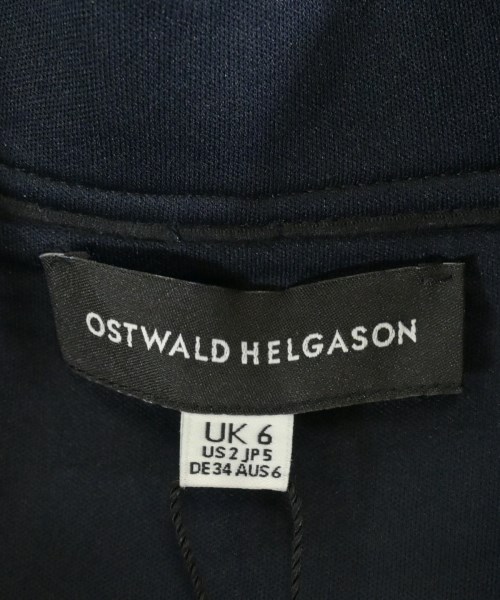 OSTWALD HELGASON
UK 6
US 2 JP 5
DE 34 AUS 6